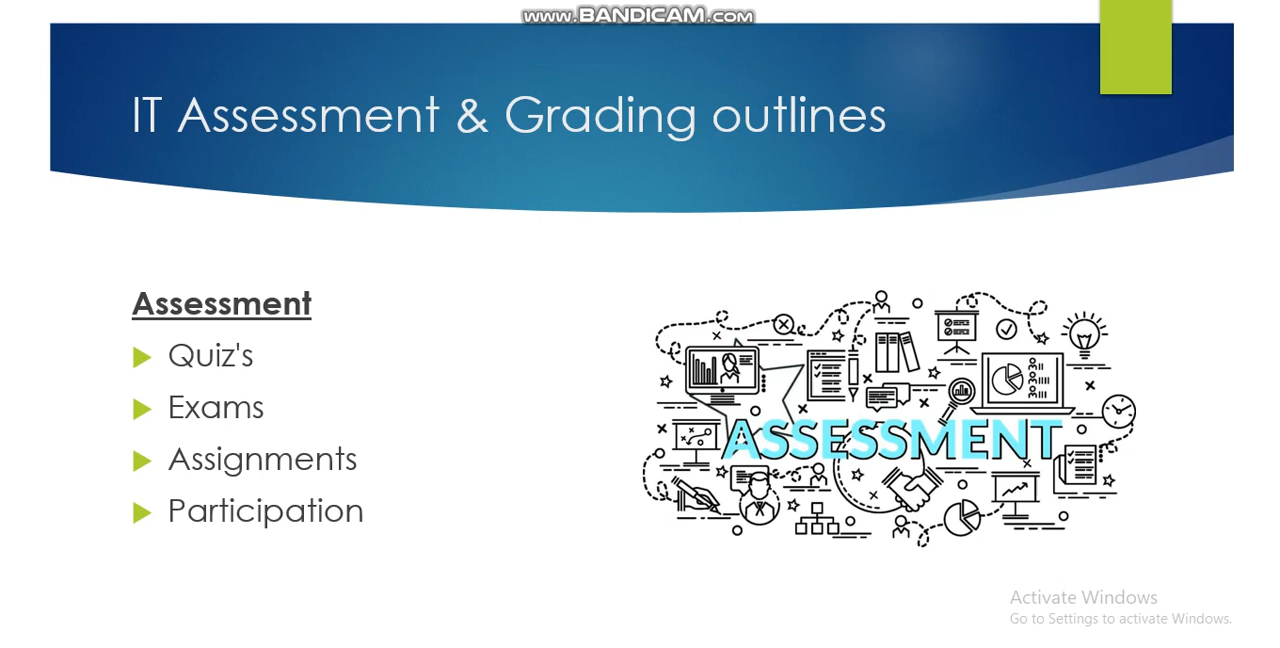 www.BANDICAM.com
IT Assessment & Grading outlines
Assessment
Quiz's
Exams
Assignments
Participation
ASSESSMENT
Activate Windows
Go to Settings to activate Windows.